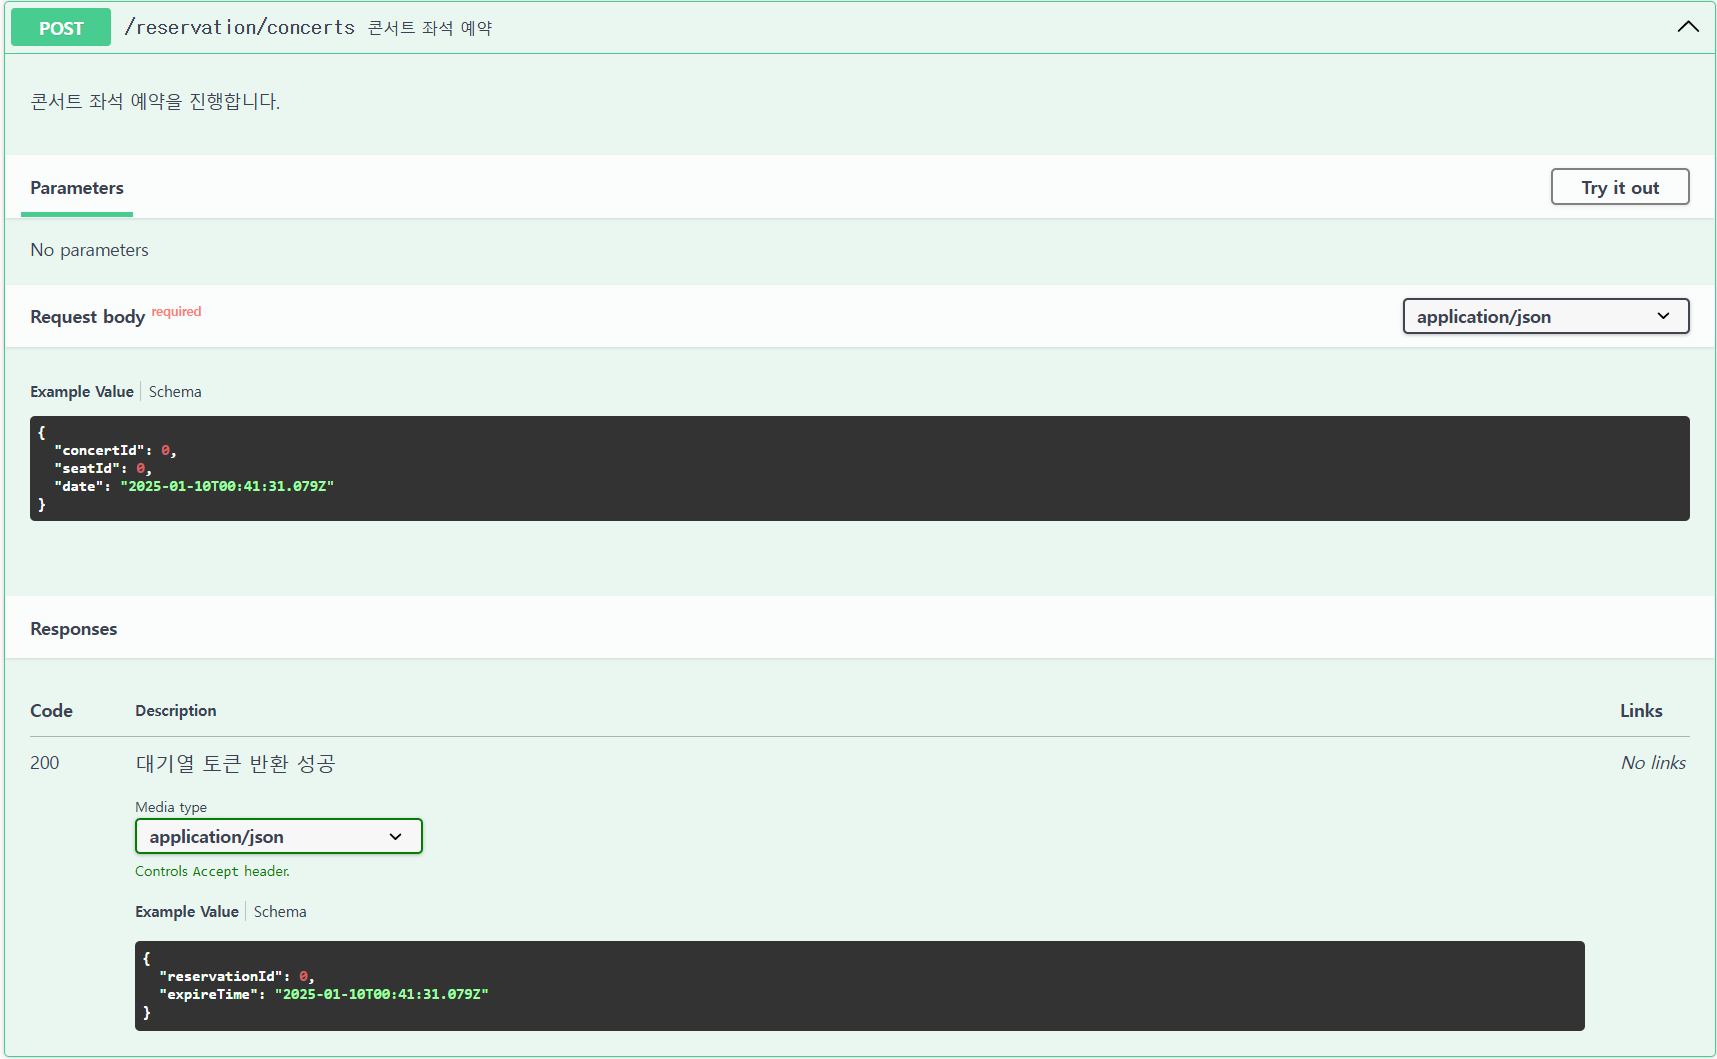 POST /reservation/concerts 콘서트 좌석 예약
콘서트 좌석 예약을 진행합니다.
Parameters
Try it out
No parameters
Request body required
application/json
Example Value Schema
{
"concertId": 0,
"seatId": 0,
"date": "2025-01-10T00:41:31.079Z"
}
Responses
Code Description Links
200 대기열 토큰 반환 성공 No links
Media type
application/json
Controls Accept header.
Example Value Schema
{
"reservationId": 0,
"expireTime": "2025-01-10T00:41:31.079Z"
}